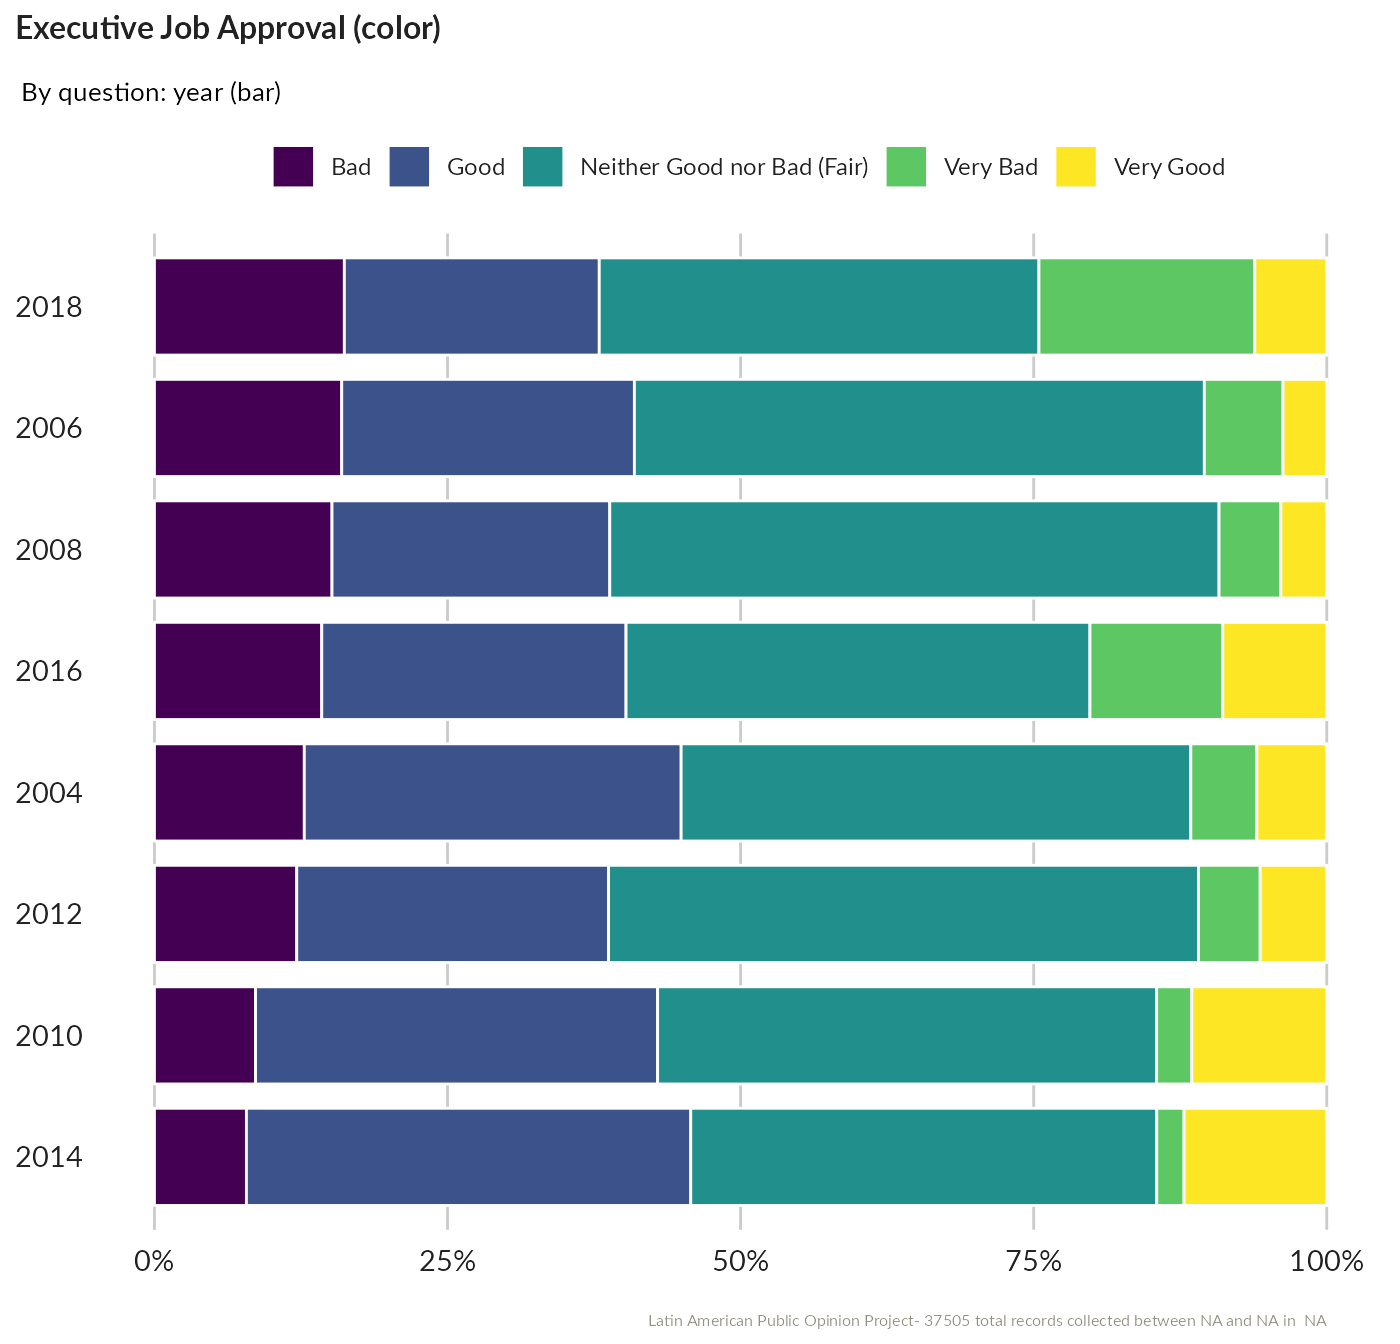 Executive Job Approval (color)
By question: year (bar)
Bad Good Neither Good nor Bad (Fair) Very Bad Very Good
2018
2006
2008
2016
2004
2012
2010
2014
0% 25% 50% 75% 100%
Latin American Public Opinion Project- 37505 total records collected between NA and NA in  NA